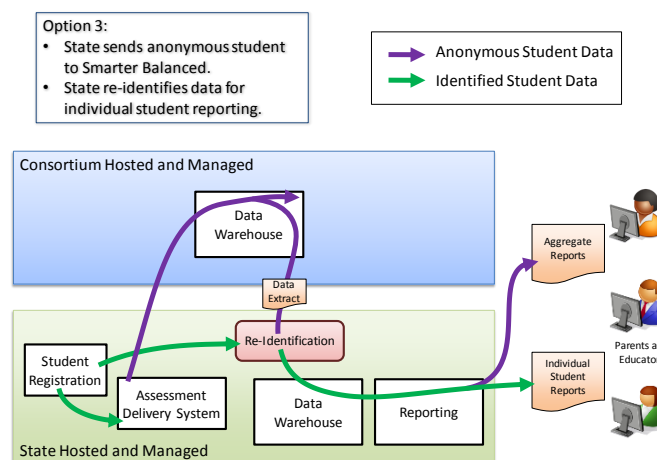 Option 3:
• State sends anonymous student
to Smarter Balanced.
• State re-identifies data for
individual student reporting.
Anonymous Student Data
Identified Student Data
Consortium Hosted and Managed
Data
Warehouse
Data
Extract
Aggregate
Reports
Re-Identification
Student
Registration
Assessment
Delivery System
Data
Warehouse
Reporting
Parents a
Educator
Individual
Student
Reports
State Hosted and Managed